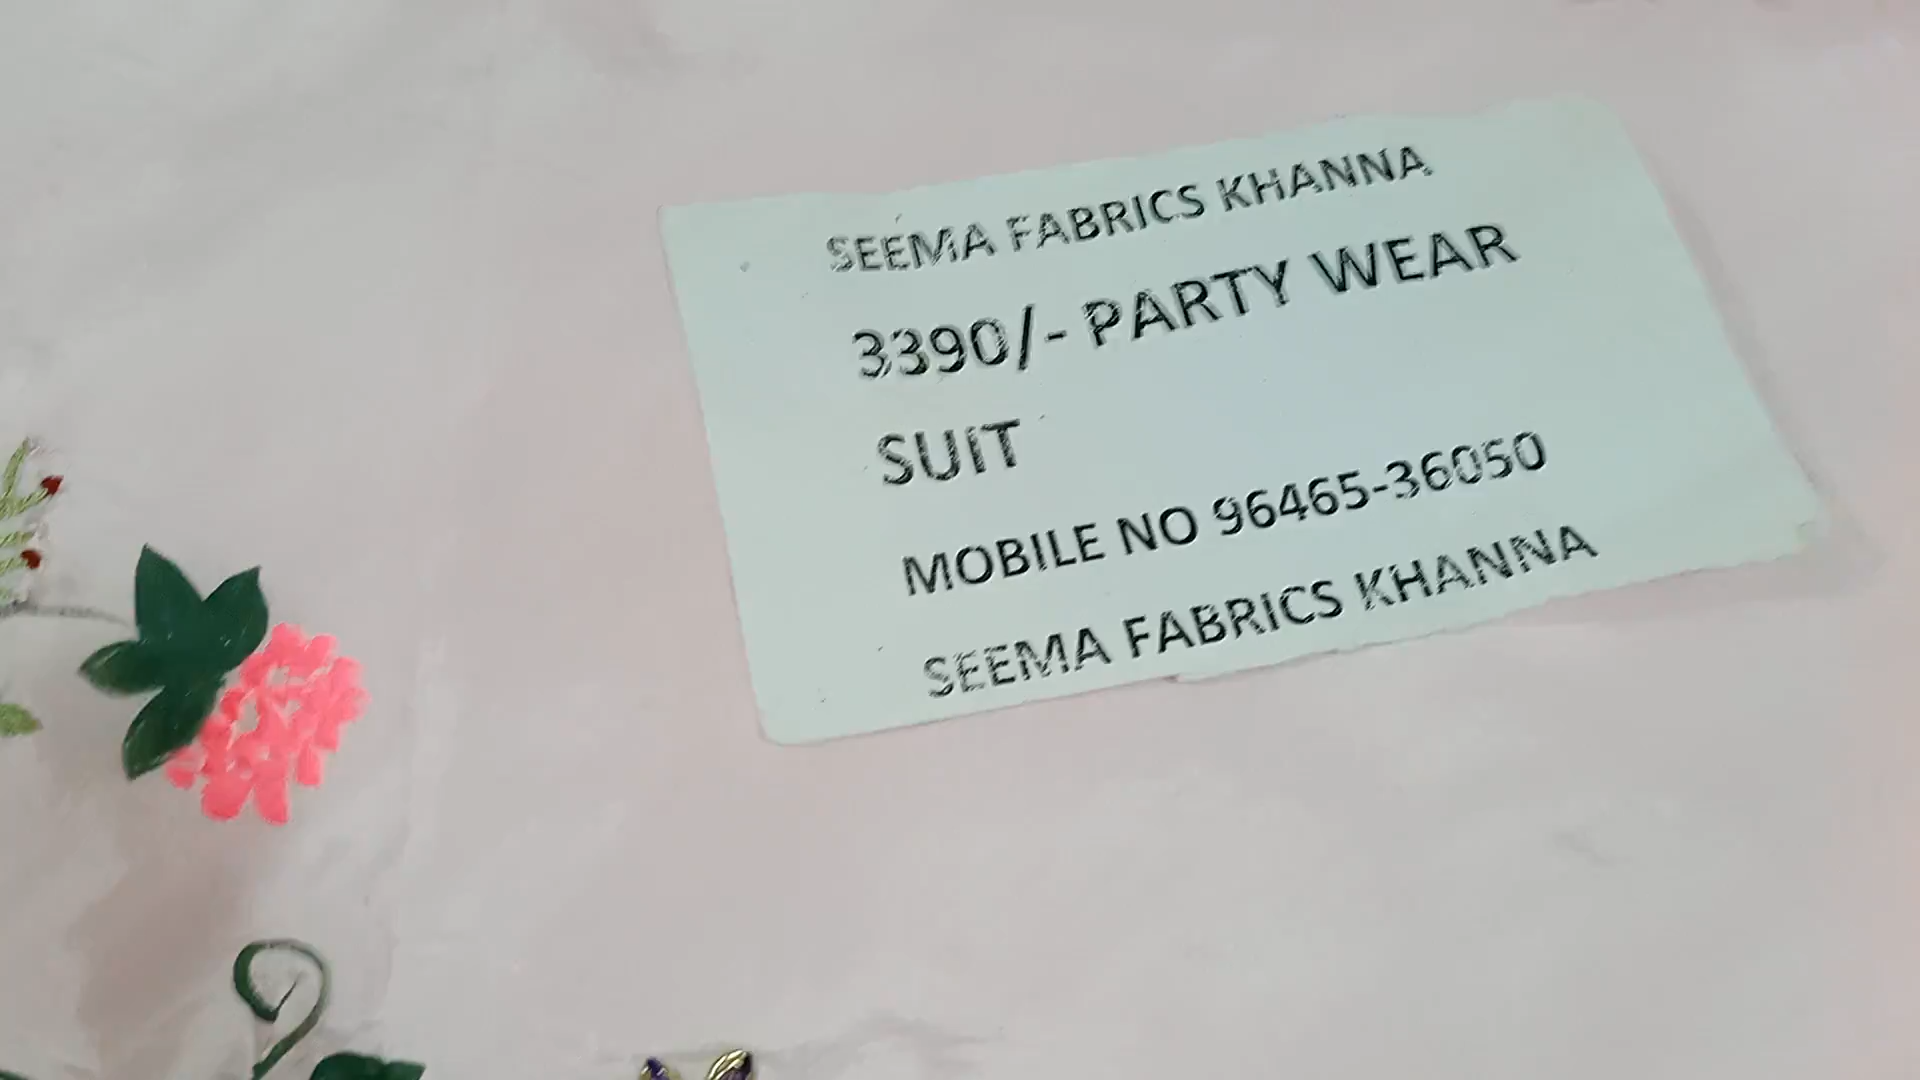 SEEMA FABRICS KHANNA
3390/- PARTY WEAR
SUIT
MOBILE NO 96465-36050
SEEMA FABRICS KHANNA